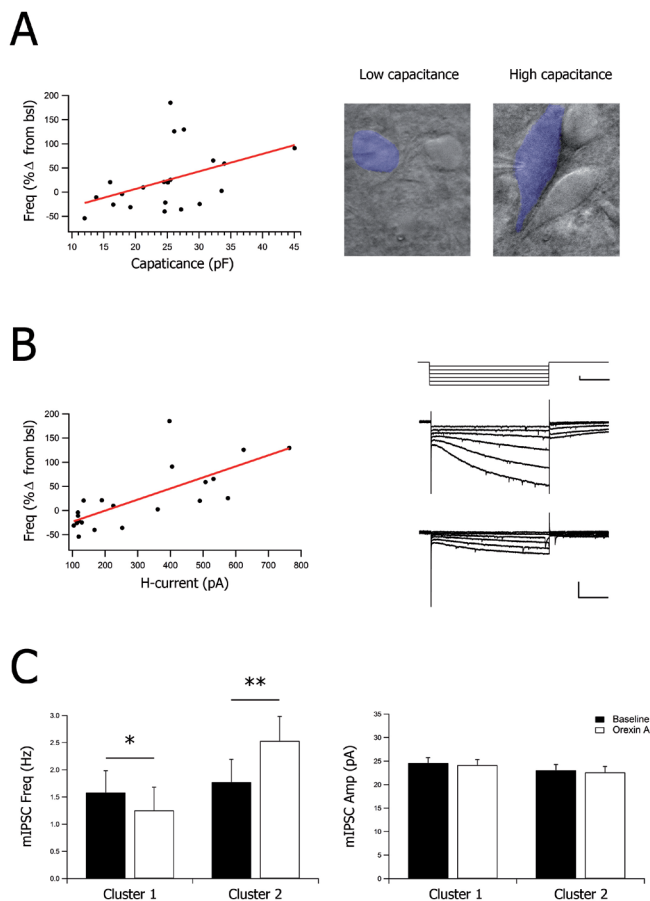 A
Low capacitance
High capacitance
Freq (% Δ from bsl)
200
150
100
50
0
-50
10 15 20 25 30 35 40 45
Capaticance (pF)
B
Freq (% Δ from bsl)
200
150
100
50
0
-50
100 200 300 400 500 600 700 800
H-current (pA)
C
mIPSC Freq (Hz)
3.0
2.5
2.0
1.5
1.0
0.5
0.0
*
**
Cluster 1 Cluster 2
mIPSC Amp (pA)
35
30
25
20
15
10
5
0
Baseline
Orexin A
Cluster 1 Cluster 2